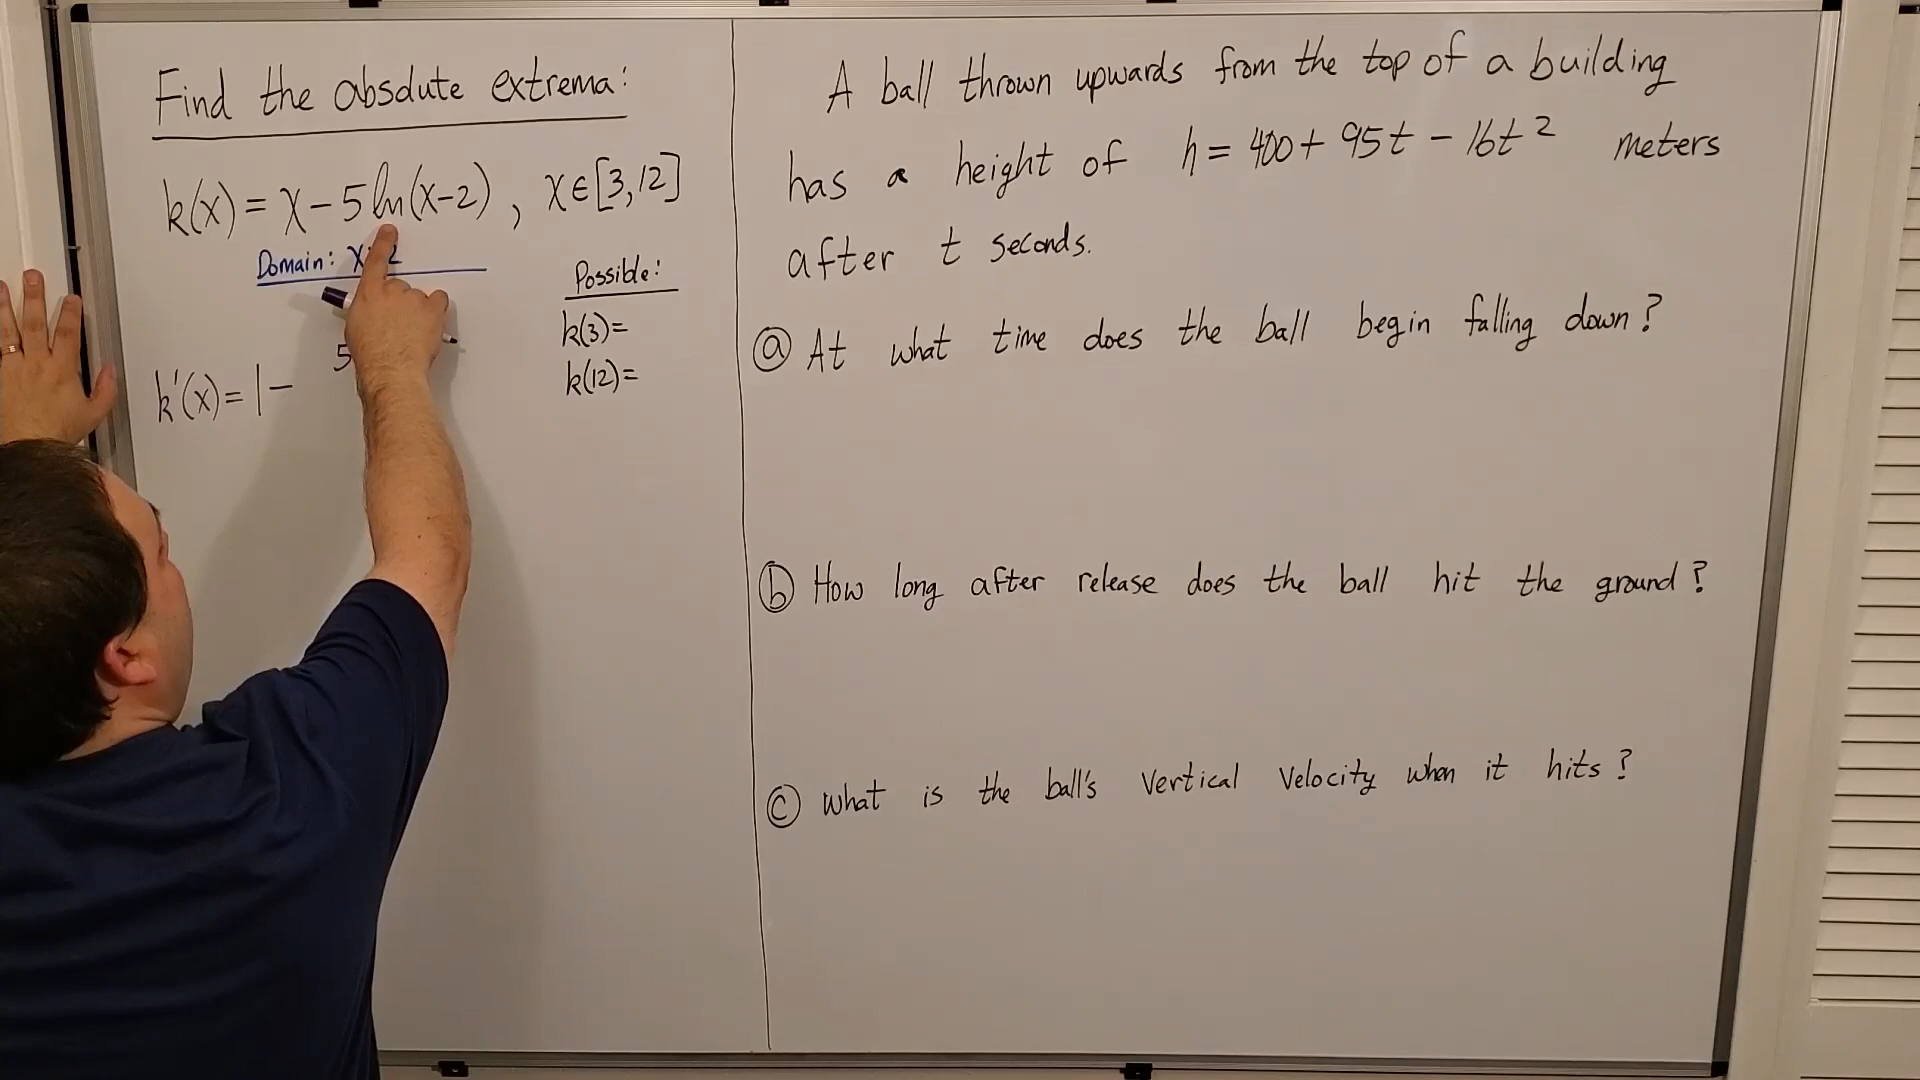 Find the absolute extrema:
k(x) = x - 5 ln(x-2), x∈[3,12]
Domain: x 2
Possible:
k(3)=
k(12)=
k'(x) = 1 - 5
A ball thrown upwards from the top of a building
has a height of h = 400 + 95t - 16t² meters
after t seconds.
ⓐ At what time does the ball begin falling down?
ⓑ How long after release does the ball hit the ground?
ⓒ What is the ball's vertical velocity when it hits?